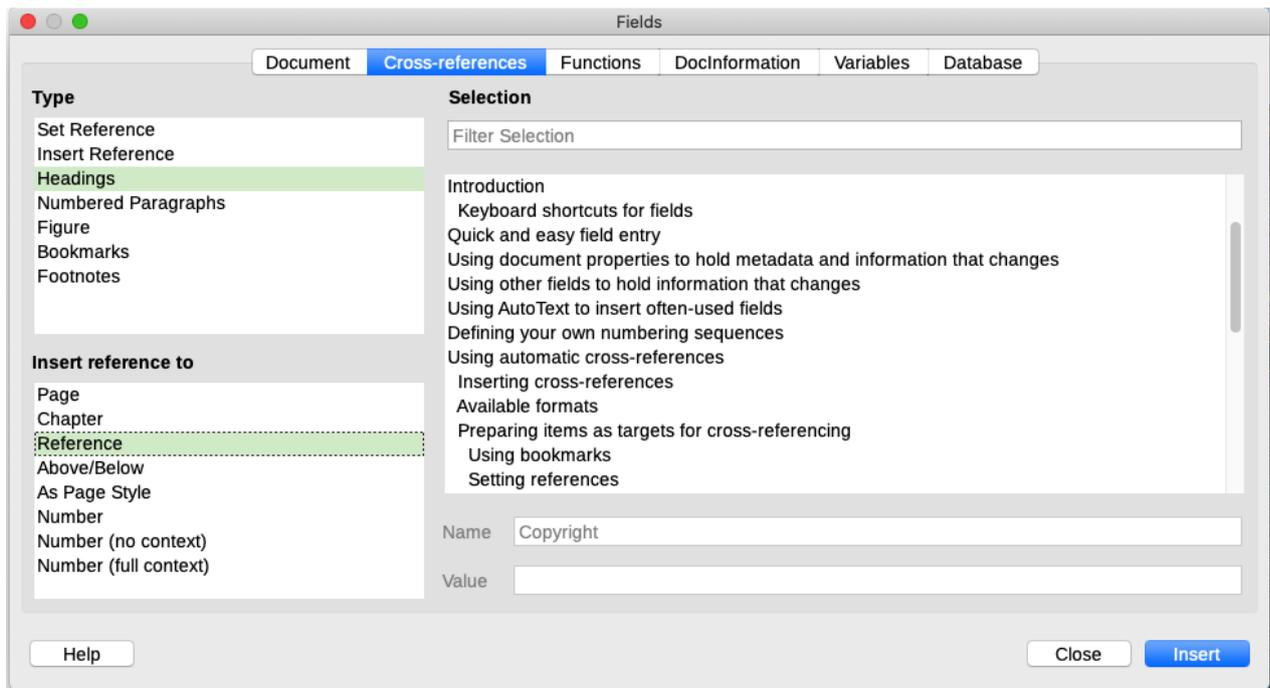 Fields
Document Cross-references Functions DocInformation Variables Database
Type
Set Reference
Insert Reference
Headings
Numbered Paragraphs
Figure
Bookmarks
Footnotes
Insert reference to
Page
Chapter
Reference
Above/Below
As Page Style
Number
Number (no context)
Number (full context)
Selection
Filter Selection
Introduction
Keyboard shortcuts for fields
Quick and easy field entry
Using document properties to hold metadata and information that changes
Using other fields to hold information that changes
Using AutoText to insert often-used fields
Defining your own numbering sequences
Using automatic cross-references
Inserting cross-references
Available formats
Preparing items as targets for cross-referencing
Using bookmarks
Setting references
Name Copyright
Value
Help Close Insert